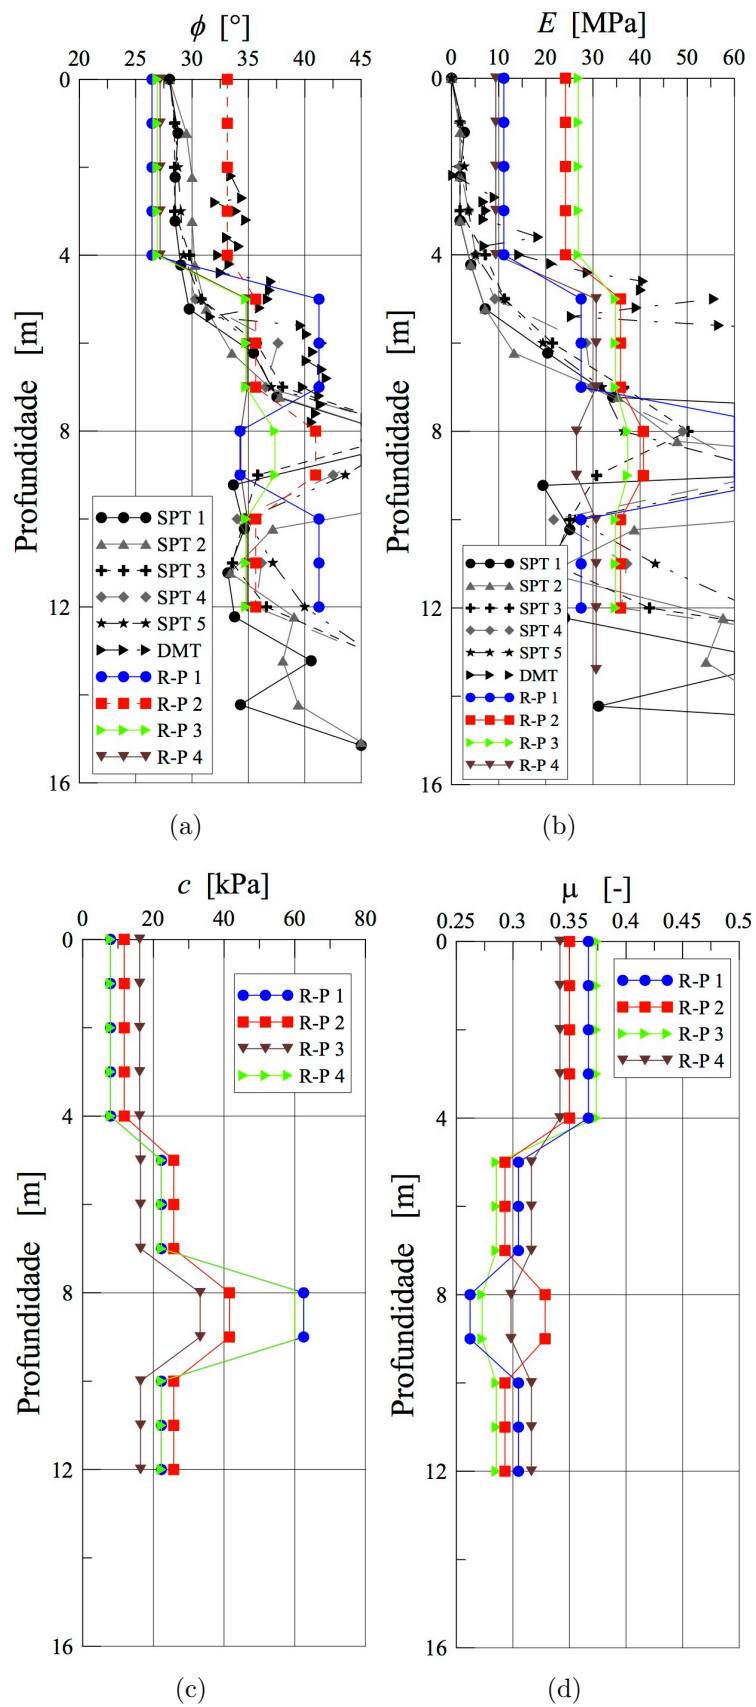 ϕ [°]
20 25 30 35 40 45
0
4
8
12
16
Profundidade [m]
SPT 1
SPT 2
SPT 3
SPT 4
SPT 5
DMT
R-P 1
R-P 2
R-P 3
R-P 4
(a)
E [MPa]
0 10 20 30 40 50 60
0
4
8
12
16
Profundidade [m]
SPT 1
SPT 2
SPT 3
SPT 4
SPT 5
DMT
R-P 1
R-P 2
R-P 3
R-P 4
(b)
c [kPa]
0 20 40 60 80
0
4
8
12
16
Profundidade [m]
R-P 1
R-P 2
R-P 3
R-P 4
(c)
μ [-]
0.25 0.3 0.35 0.4 0.45 0.5
0
4
8
12
16
Profundidade [m]
R-P 1
R-P 2
R-P 3
R-P 4
(d)